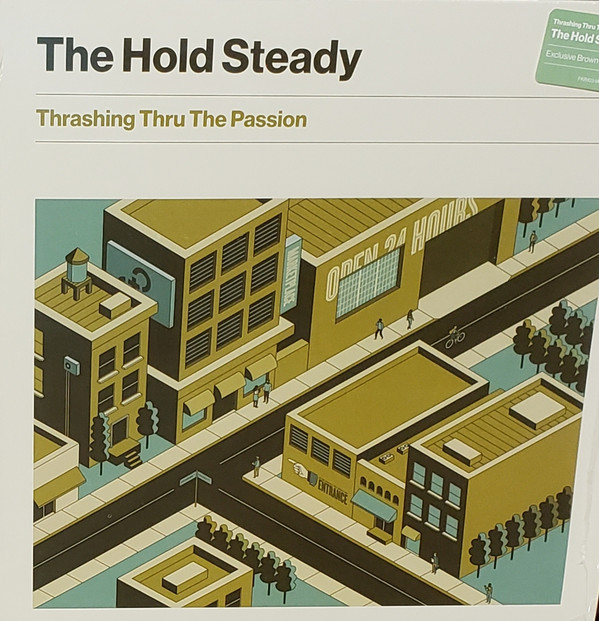 The Hold Steady
Thrashing Thru The Passion
Thrashing Thru
The Hold
Exclusive Brown
OPEN 24 HOURS
ENTRANCE